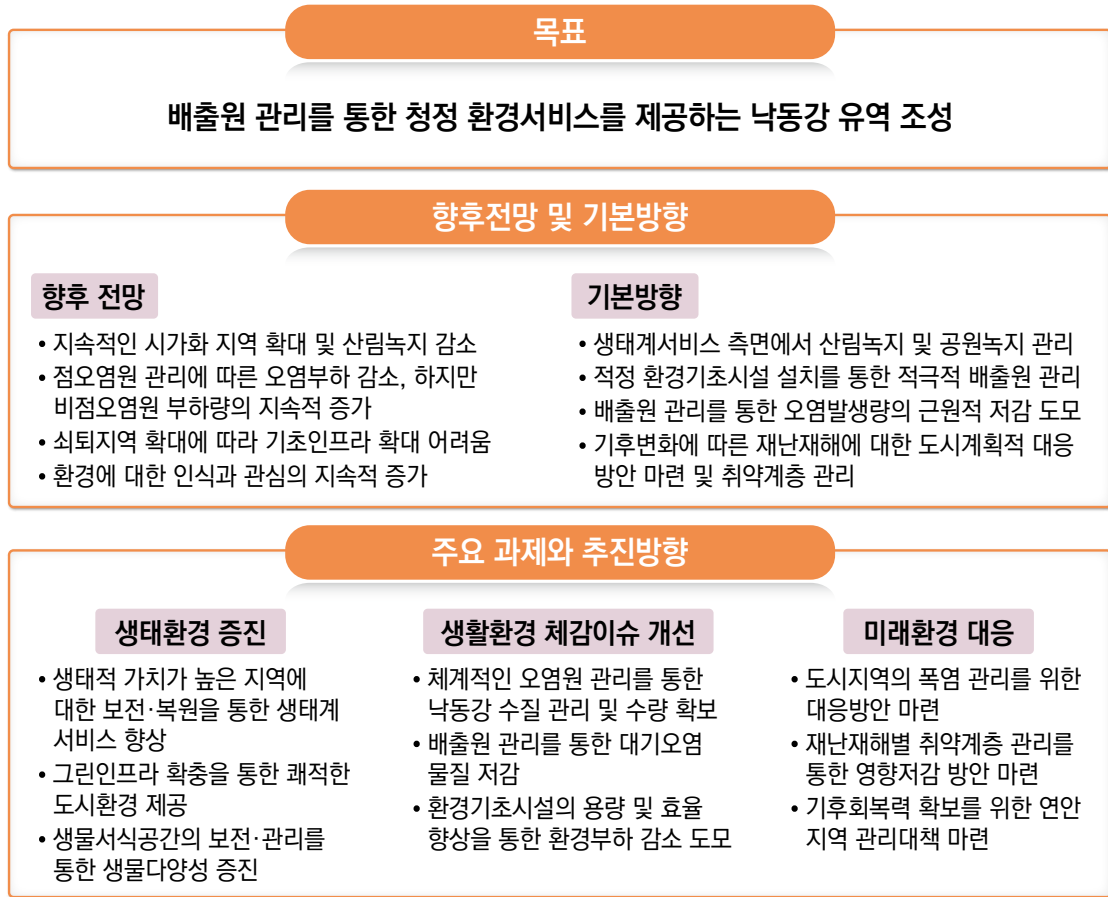 목표
배출원 관리를 통한 청정 환경서비스를 제공하는 낙동강 유역 조성
향후전망 및 기본방향
향후 전망
• 지속적인 시가화 지역 확대 및 산림녹지 감소
• 점오염원 관리에 따른 오염부하 감소, 하지만
비점오염원 부하량의 지속적 증가
• 쇠퇴지역 확대에 따라 기초인프라 확대 어려움
• 환경에 대한 인식과 관심의 지속적 증가
기본방향
• 생태계서비스 측면에서 산림녹지 및 공원녹지 관리
• 적정 환경기초시설 설치를 통한 적극적 배출원 관리
• 배출원 관리를 통한 오염발생량의 근원적 저감 도모
• 기후변화에 따른 재난재해에 대한 도시계획적 대응
방안 마련 및 취약계층 관리
주요 과제와 추진방향
생태환경 증진
• 생태적 가치가 높은 지역에
대한 보전·복원을 통한 생태계
서비스 향상
• 그린인프라 확충을 통한 쾌적한
도시환경 제공
• 생물서식공간의 보전·관리를
통한 생물다양성 증진
생활환경 체감이슈 개선
• 체계적인 오염원 관리를 통한
낙동강 수질 관리 및 수량 확보
• 배출원 관리를 통한 대기오염
물질 저감
• 환경기초시설의 용량 및 효율
향상을 통한 환경부하 감소 도모
미래환경 대응
• 도시지역의 폭염 관리를 위한
대응방안 마련
• 재난재해별 취약계층 관리를
통한 영향저감 방안 마련
• 기후회복력 확보를 위한 연안
지역 관리대책 마련